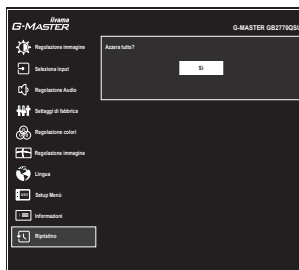 iiyama
G-MASTER
G-MASTER GB2770QSU
Regolazione immagine
Azzera tutto?
Seleziona input
Sì
Regolazione Audio
Settaggi di fabbrica
Regolazione colori
Regolazione immagine
Lingua
Setup Menù
Informazioni
Ripristino